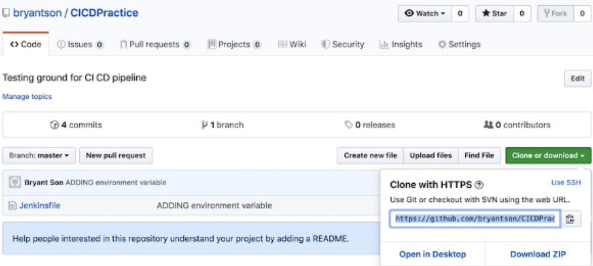 bryantson / CICDPractice
Watch 0 Star 0 Fork 0
Code Issues 0 Pull requests 0 Projects 0 Wiki Security Insights Settings
Testing ground for CI CD pipeline Edit
Manage topics
4 commits 1 branch 0 releases 0 contributors
Branch: master New pull request Create new file Upload files Find File Clone or download
Bryant Son ADDING environment variable
Jenkinsfile ADDING environment variable
Help people interested in this repository understand your project by adding a README.
Clone with HTTPS Use SSH
Use Git or checkout with SVN using the web URL.
https://github.com/bryantson/CICDPrac
Open in Desktop Download ZIP